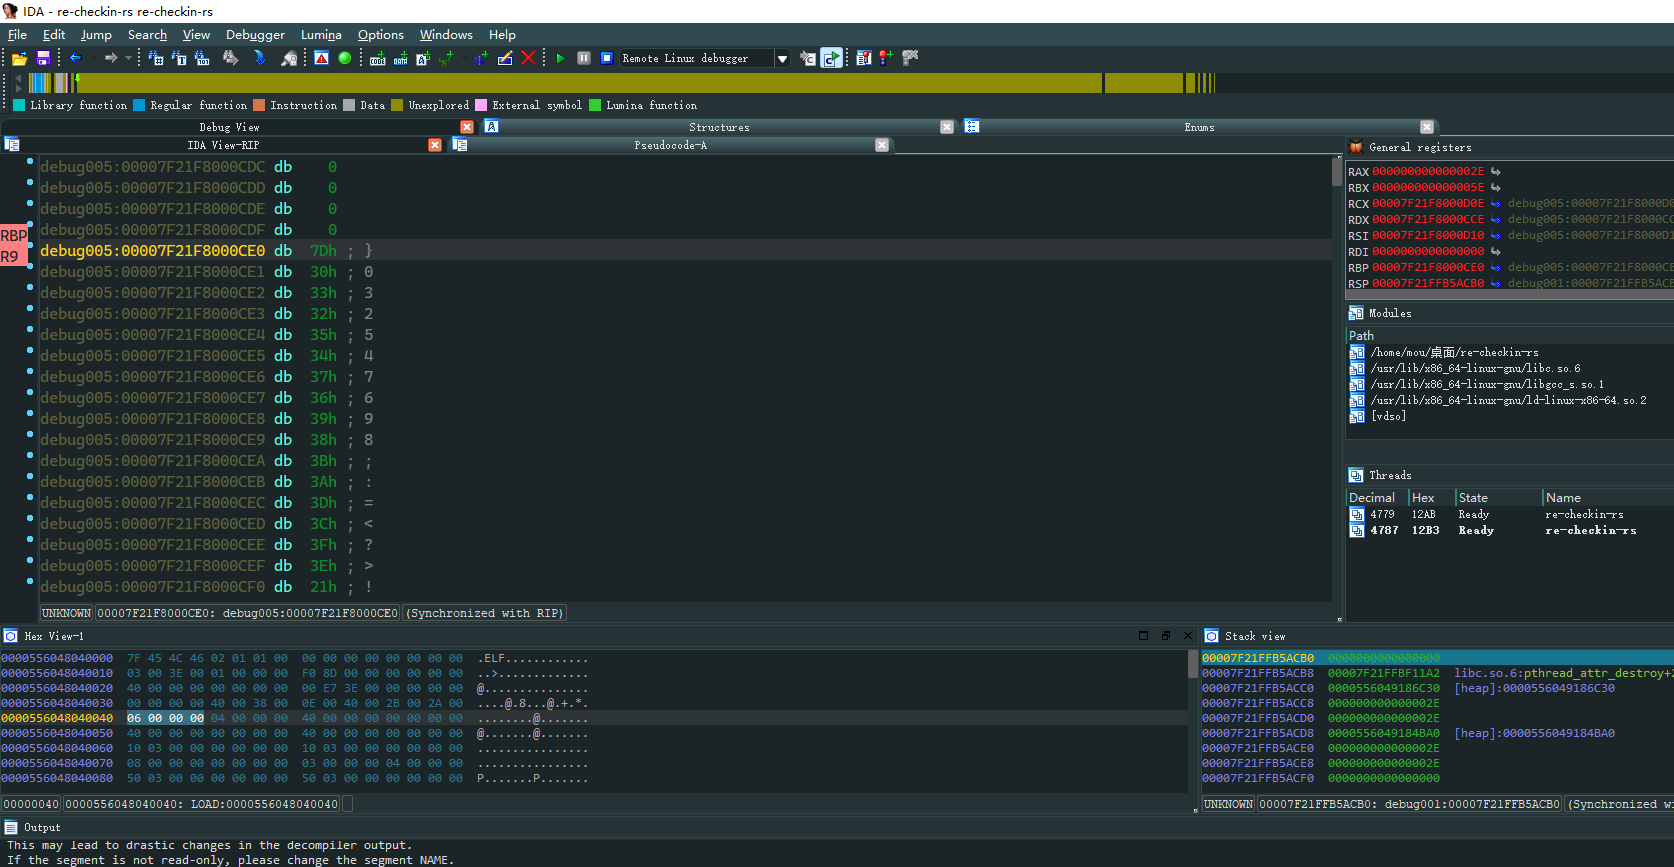 IDA - re-checkin-rs re-checkin-rs
File Edit Jump Search View Debugger Lumina Options Windows Help
Remote Linux debugger
Library function Regular function Instruction Data Unexplored External symbol Lumina function
Debug View Structures Enums
IDA View-RIP Pseudocode-A
debug005:00007F21F8000CDC db 0
debug005:00007F21F8000CDD db 0
debug005:00007F21F8000CDE db 0
debug005:00007F21F8000CDF db 0
RBP
R9
debug005:00007F21F8000CE0 db 7Dh ; }
debug005:00007F21F8000CE1 db 30h ; 0
debug005:00007F21F8000CE2 db 33h ; 3
debug005:00007F21F8000CE3 db 32h ; 2
debug005:00007F21F8000CE4 db 35h ; 5
debug005:00007F21F8000CE5 db 34h ; 4
debug005:00007F21F8000CE6 db 37h ; 7
debug005:00007F21F8000CE7 db 36h ; 6
debug005:00007F21F8000CE8 db 39h ; 9
debug005:00007F21F8000CE9 db 38h ; 8
debug005:00007F21F8000CEA db 3Bh ; ;
debug005:00007F21F8000CEB db 3Ah ; :
debug005:00007F21F8000CEC db 3Dh ; =
debug005:00007F21F8000CED db 3Ch ; <
debug005:00007F21F8000CEE db 3Fh ; ?
debug005:00007F21F8000CEF db 3Eh ; >
debug005:00007F21F8000CF0 db 21h ; !
UNKNOWN 00007F21F8000CE0: debug005:00007F21F8000CE0 (Synchronized with RIP)
General registers
RAX 000000000000002E
RBX 000000000000005E
RCX 00007F21F8000D0E debug005:00007F21F8000D0
RDX 00007F21F8000CCE debug005:00007F21F8000CC
RSI 00007F21F8000D10 debug005:00007F21F8000D1
RDI 0000000000000000
RBP 00007F21F8000CE0 debug005:00007F21F8000CE
RSP 00007F21FFB5ACB0 debug001:00007F21FFB5ACB
Modules
Path
/home/mou/桌面/re-checkin-rs
/usr/lib/x86_64-linux-gnu/libc.so.6
/usr/lib/x86_64-linux-gnu/libgcc_s.so.1
/usr/lib/x86_64-linux-gnu/ld-linux-x86-64.so.2
[vdso]
Threads
Decimal Hex State Name
4779 12AB Ready re-checkin-rs
4787 12B3 Ready re-checkin-rs
Hex View-1
0000556048040000 7F 45 4C 46 02 01 01 00 00 00 00 00 00 00 00 00 .ELF............
0000556048040010 03 00 3E 00 01 00 00 00 F0 8D 00 00 00 00 00 00 ..>.............
0000556048040020 40 00 00 00 00 00 00 00 00 E7 3E 00 00 00 00 00 @...............
0000556048040030 00 00 00 00 40 00 38 00 0E 00 40 00 2B 00 2A 00 ....@.8...@.+.*.
0000556048040040 06 00 00 00 04 00 00 00 40 00 00 00 00 00 00 00 ........@.......
0000556048040050 40 00 00 00 00 00 00 00 40 00 00 00 00 00 00 00 @.......@.......
0000556048040060 10 03 00 00 00 00 00 00 10 03 00 00 00 00 00 00 ................
0000556048040070 08 00 00 00 00 00 00 00 03 00 00 00 04 00 00 00 ................
0000556048040080 50 03 00 00 00 00 00 00 50 03 00 00 00 00 00 00 P.......P.......
00000040 0000556048040040: LOAD:0000556048040040
Stack view
00007F21FFB5ACB0 0000000000000000
00007F21FFB5ACB8 00007F21FFBF11A2 libc.so.6:pthread_attr_destroy+2
00007F21FFB5ACC0 0000556049186C30 [heap]:0000556049186C30
00007F21FFB5ACC8 000000000000002E
00007F21FFB5ACD0 000000000000002E
00007F21FFB5ACD8 0000556049184BA0 [heap]:0000556049184BA0
00007F21FFB5ACE0 000000000000002E
00007F21FFB5ACE8 000000000000002E
00007F21FFB5ACF0 0000000000000000
UNKNOWN 00007F21FFB5ACB0: debug001:00007F21FFB5ACB0 (Synchronized wi
Output
This may lead to drastic changes in the decompiler output.
If the segment is not read-only, please change the segment NAME.